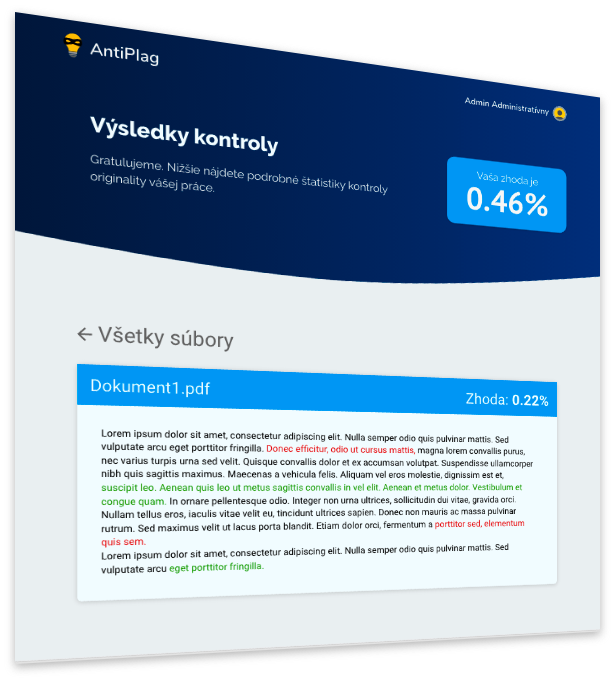 AntiPlag
Admin Administratívny
Výsledky kontroly
Gratulujeme. Nižšie nájdete podrobné štatistiky kontroly
originality vášej práce.
Vaša zhoda je
0.46%
← Všetky súbory
Dokument1.pdf
Zhoda: 0.22%
Lorem ipsum dolor sit amet, consectetur adipiscing elit. Nulla semper odio quis pulvinar mattis. Sed
vulputate arcu eget porttitor fringilla. Donec efficitur, odio ut cursus mattis, magna lorem convallis purus,
nec varius turpis urna sed velit. Quisque convallis dolor et ex accumsan volutpat. Suspendisse ullamcorper
nibh quis sagittis maximus. Maecenas a vehicula felis. Aliquam vel eros molestie, dignissim est et,
suscipit leo. Aenean quis leo ut metus sagittis convallis in vel elit. Aenean et metus dolor. Vestibulum et
congue quam. In ornare pellentesque odio. Integer non urna ultrices, sollicitudin dui vitae, gravida orci.
Nullam tellus eros, iaculis vitae velit eu, tincidunt ultrices sapien. Donec non mauris ac massa pulvinar
rutrum. Sed maximus velit ut lacus porta blandit. Etiam dolor orci, fermentum a porttitor sed, elementum
quis sem.
Lorem ipsum dolor sit amet, consectetur adipiscing elit. Nulla semper odio quis pulvinar mattis. Sed
vulputate arcu eget porttitor fringilla.